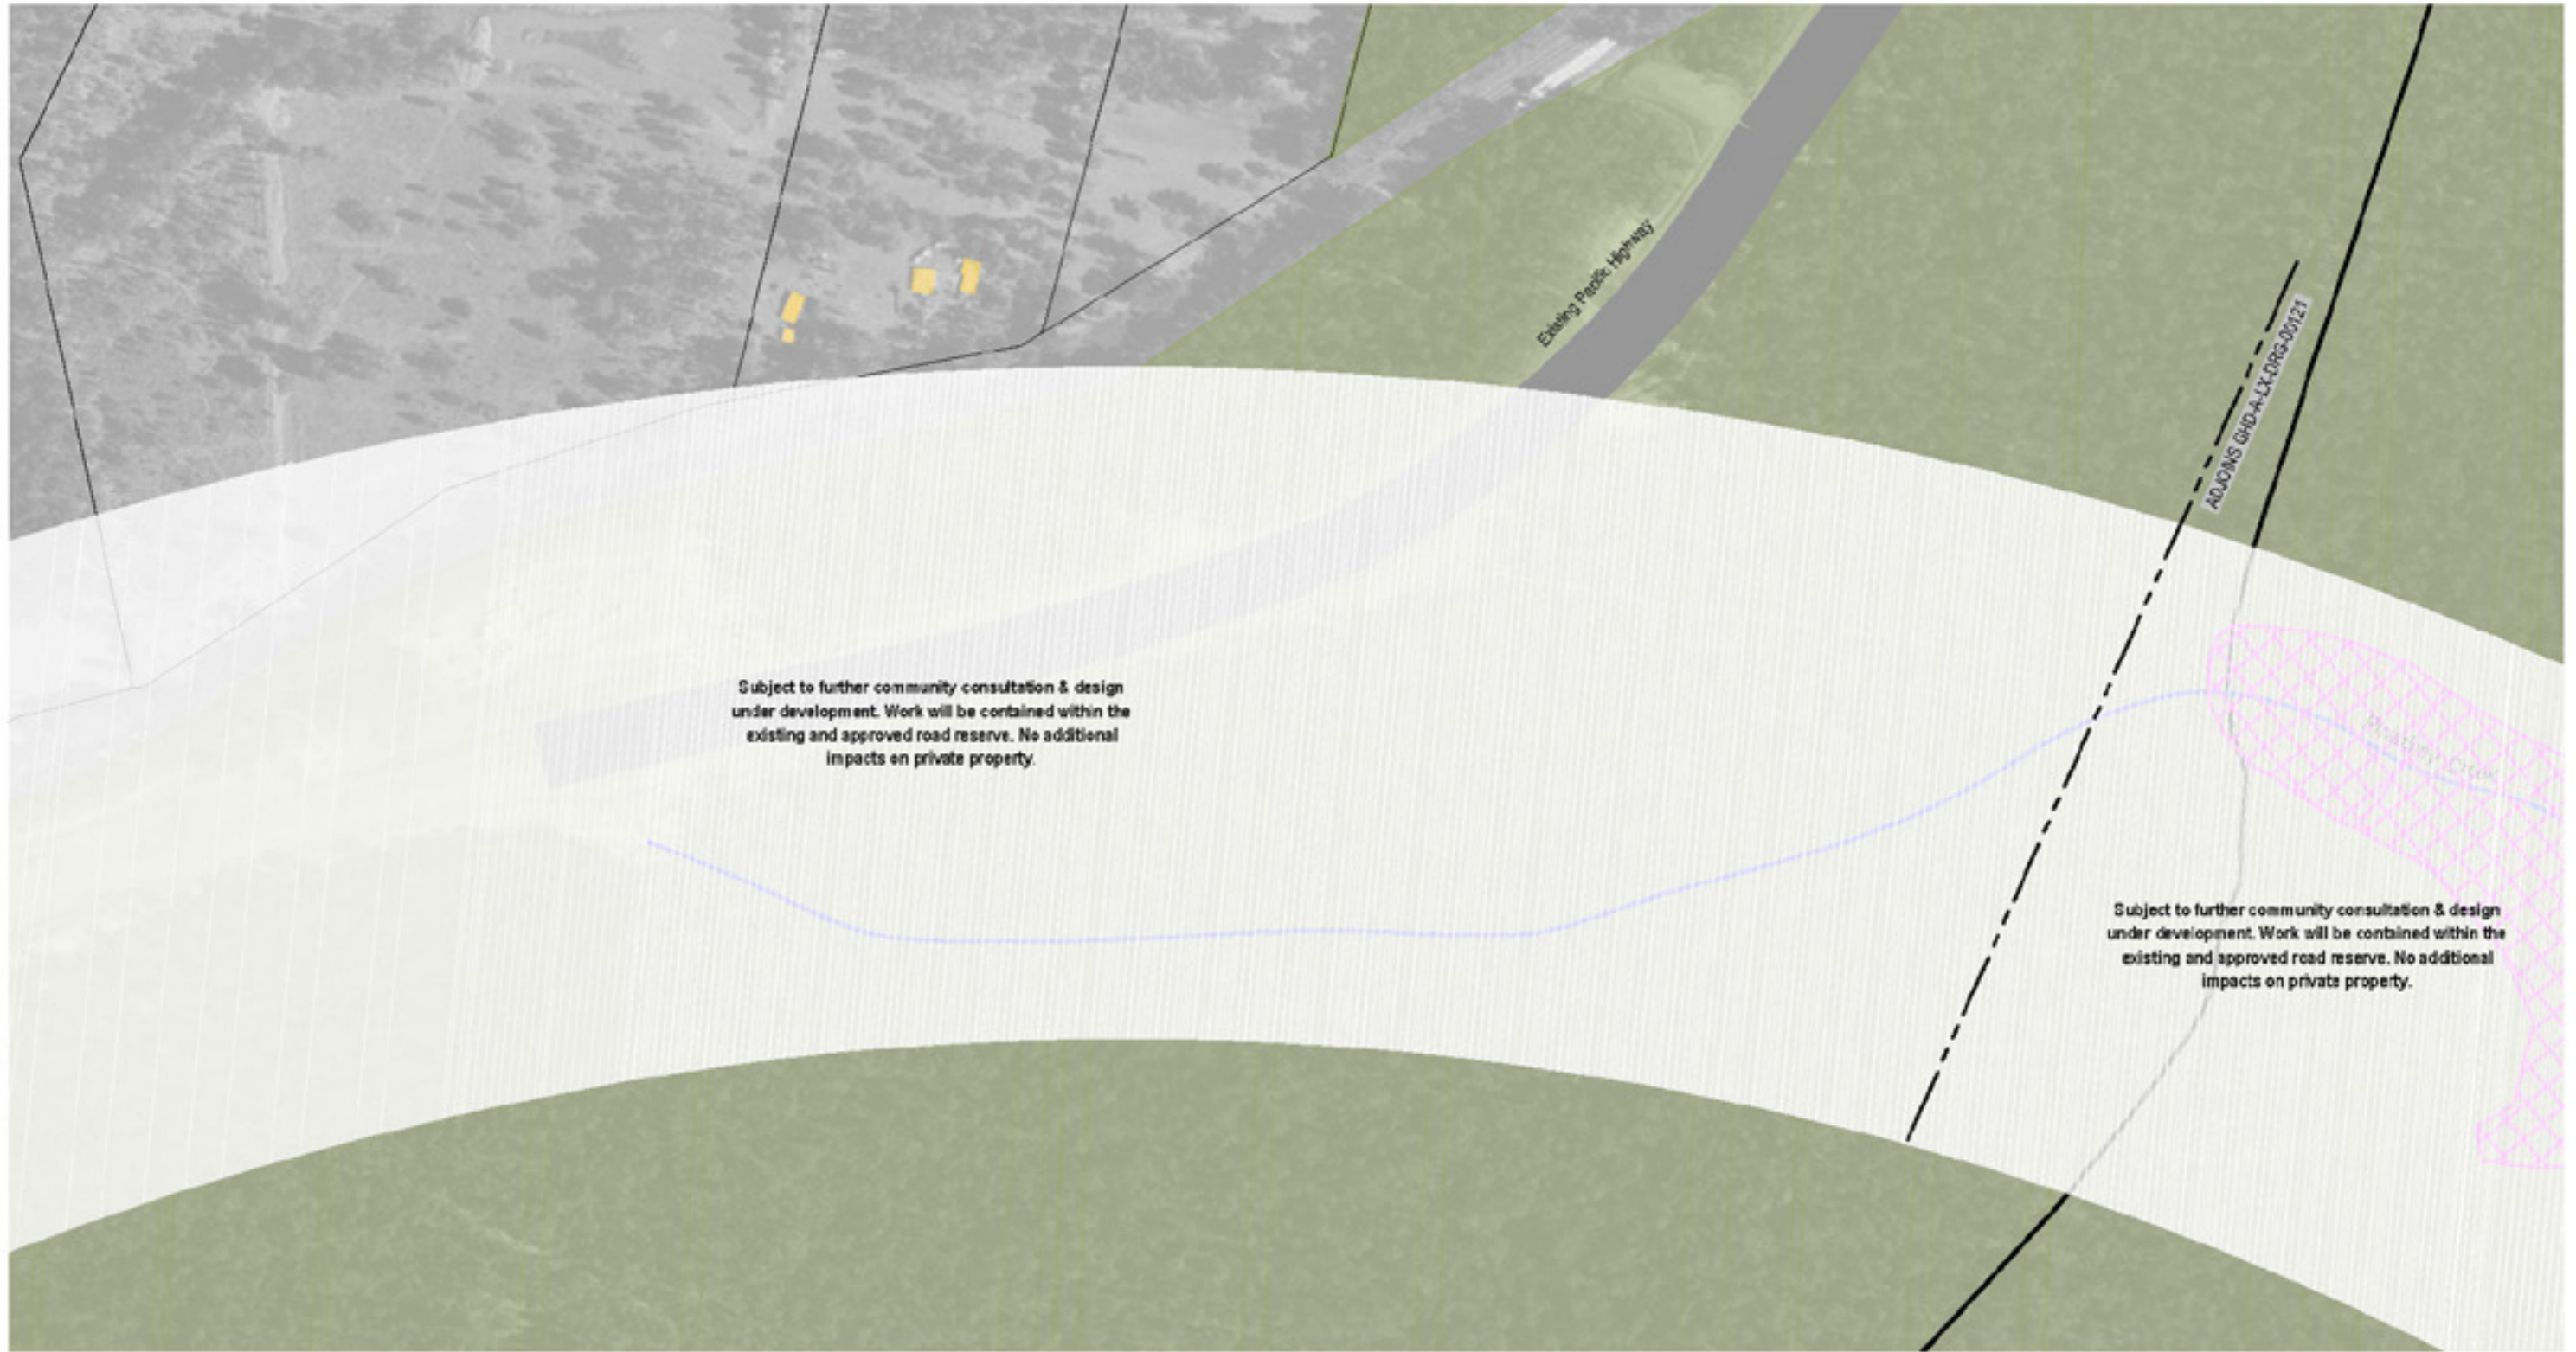 Existing Pacific Highway
ADJOINS GHD-A-LX-DRG-00121
Subject to further community consultation & design
under development. Work will be contained within the
existing and approved road reserve. No additional
impacts on private property.
Creek
Subject to further community consultation & design
under development. Work will be contained within the
existing and approved road reserve. No additional
impacts on private property.